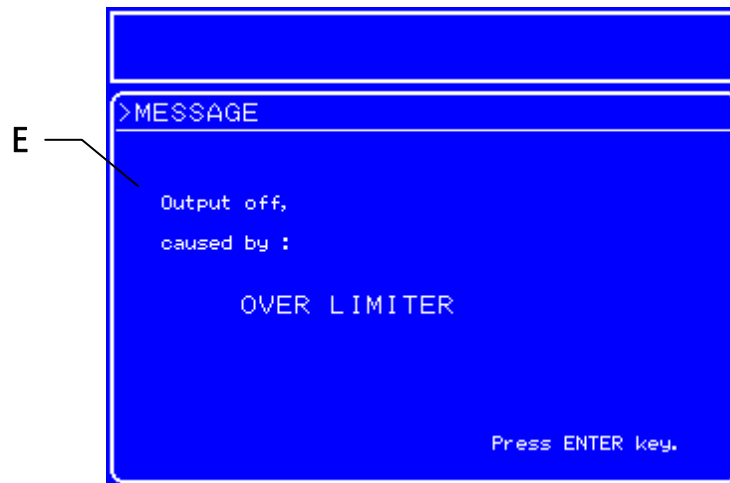 >MESSAGE
E
Output off,
caused by :
OVER LIMITER
Press ENTER key.